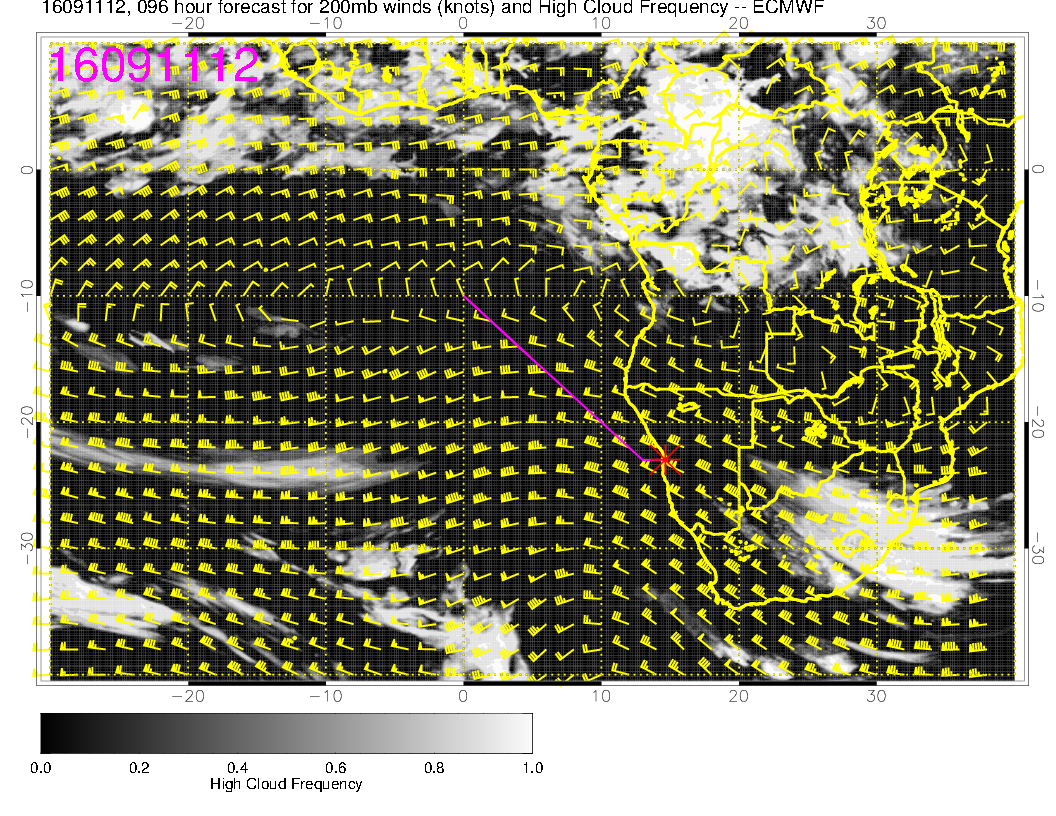 16091112, 096 hour forecast for 200mb winds (knots) and High Cloud Frequency -- ECMWF
−20 −10 0 10 20 30
16091112
0 0
−10 −10
−20 −20
−30 −30
−20 −10 0 10 20 30
0.0 0.2 0.4 0.6 0.8 1.0
High Cloud Frequency